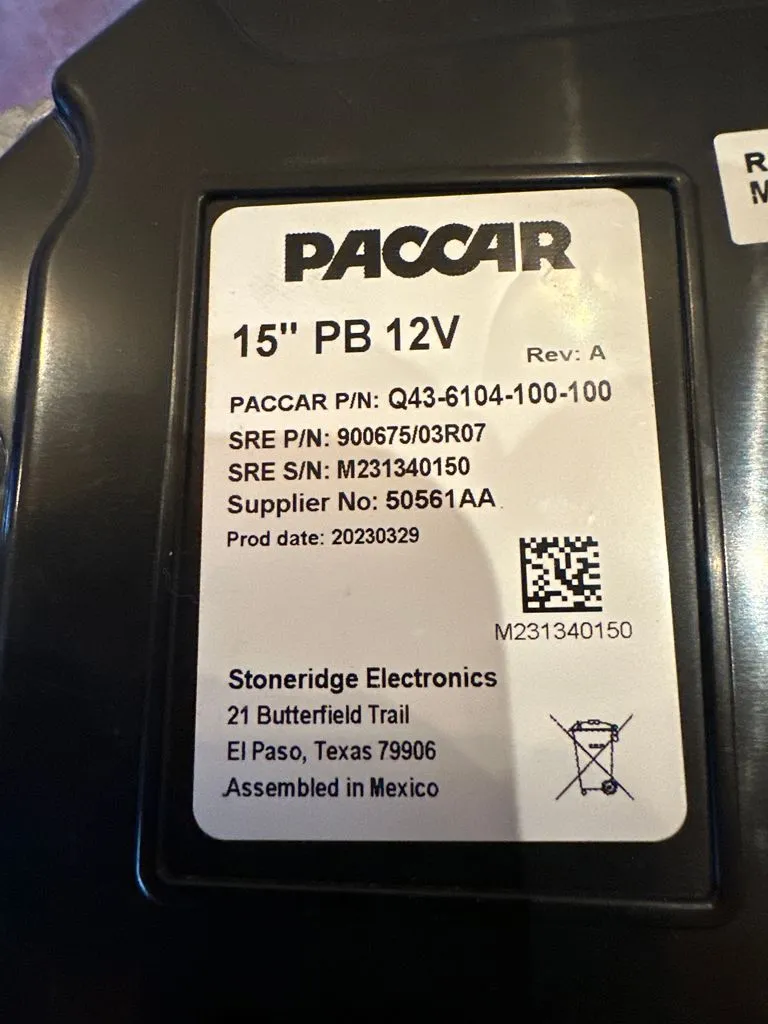 PACCAR
15" PB 12V
Rev: A
PACCAR P/N: Q43-6104-100-100
SRE P/N: 900675/03R07
SRE S/N: M231340150
Supplier No: 50561AA
Prod date: 20230329
M231340150
Stoneridge Electronics
21 Butterfield Trail
El Paso, Texas 79906
Assembled in Mexico